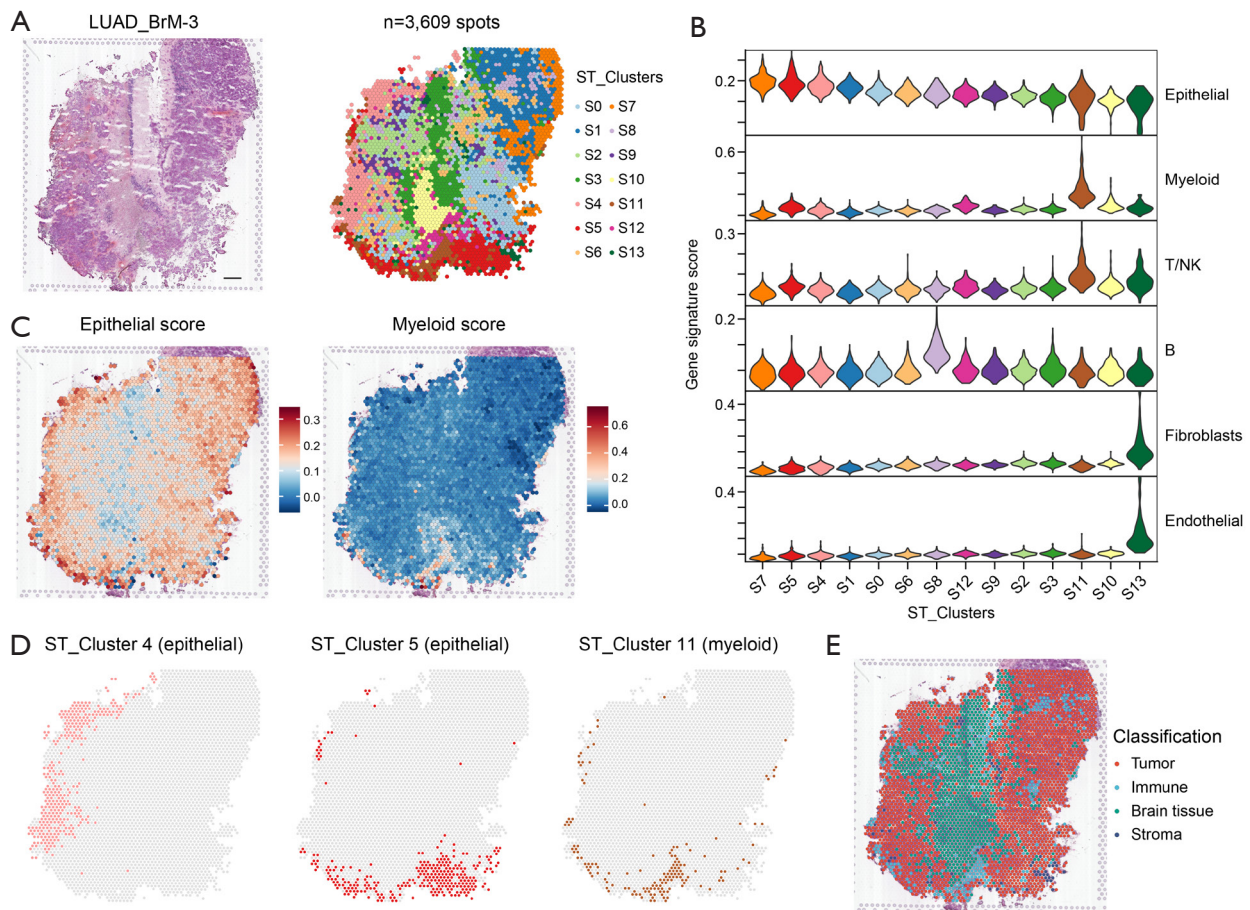 A
LUAD_BrM-3
n=3,609 spots
ST_Clusters
S0 S7
S1 S8
S2 S9
S3 S10
S4 S11
S5 S12
S6 S13
B
Gene signature score
0.2
Epithelial
0.6
Myeloid
0.3
T/NK
0.2
B
0.4
Fibroblasts
0.4
Endothelial
S7 S5 S4 S1 S0 S6 S8 S12 S9 S2 S3 S11 S10 S13
ST_Clusters
C
Epithelial score
0.3
0.2
0.1
0.0
Myeloid score
0.6
0.4
0.2
0.0
D
ST_Cluster 4 (epithelial)
ST_Cluster 5 (epithelial)
ST_Cluster 11 (myeloid)
E
Classification
Tumor
Immune
Brain tissue
Stroma